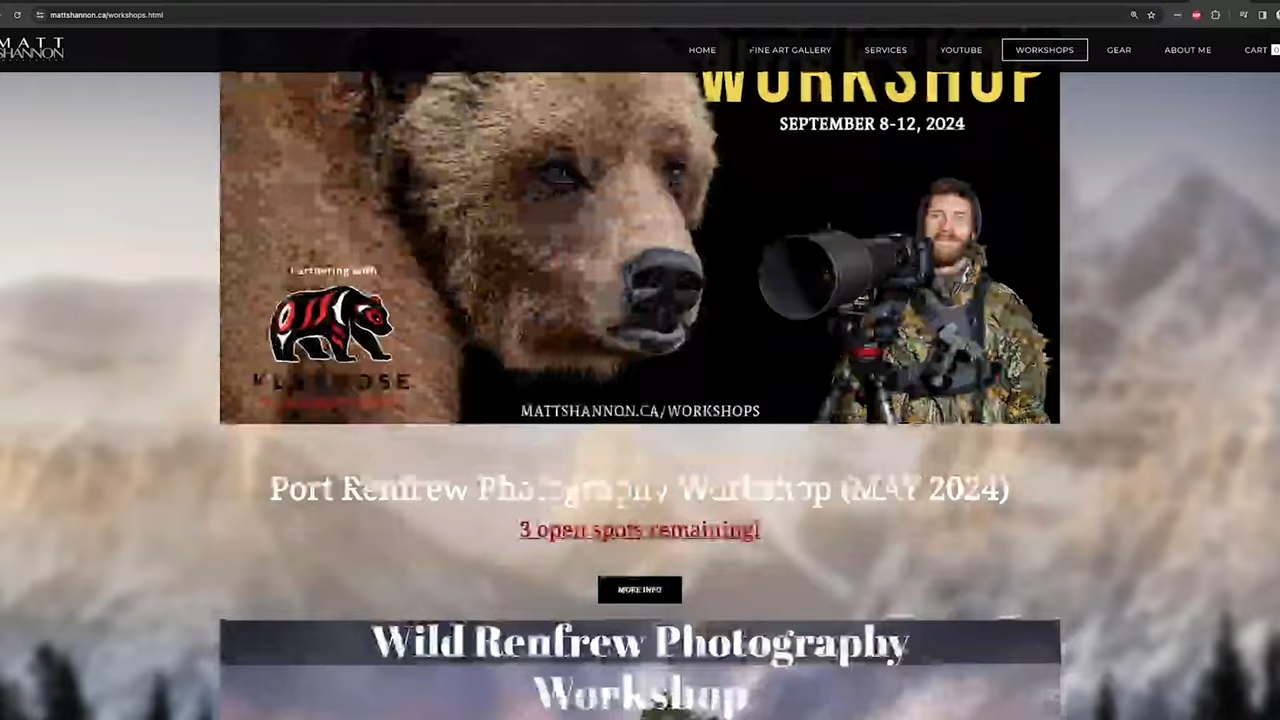 mattshannon.ca/workshops.html
MATT
SHANNON
HOME
FINE ART GALLERY
SERVICES
YOUTUBE
WORKSHOPS
GEAR
ABOUT ME
CART 0
WORKSHOP
SEPTEMBER 8-12, 2024
Partnering with
MATTSHANNON.CA/WORKSHOPS
Port Renfrew Photography Workshop (MAY 2024)
3 open spots remaining!
MORE INFO
Wild Renfrew Photography
Workshop